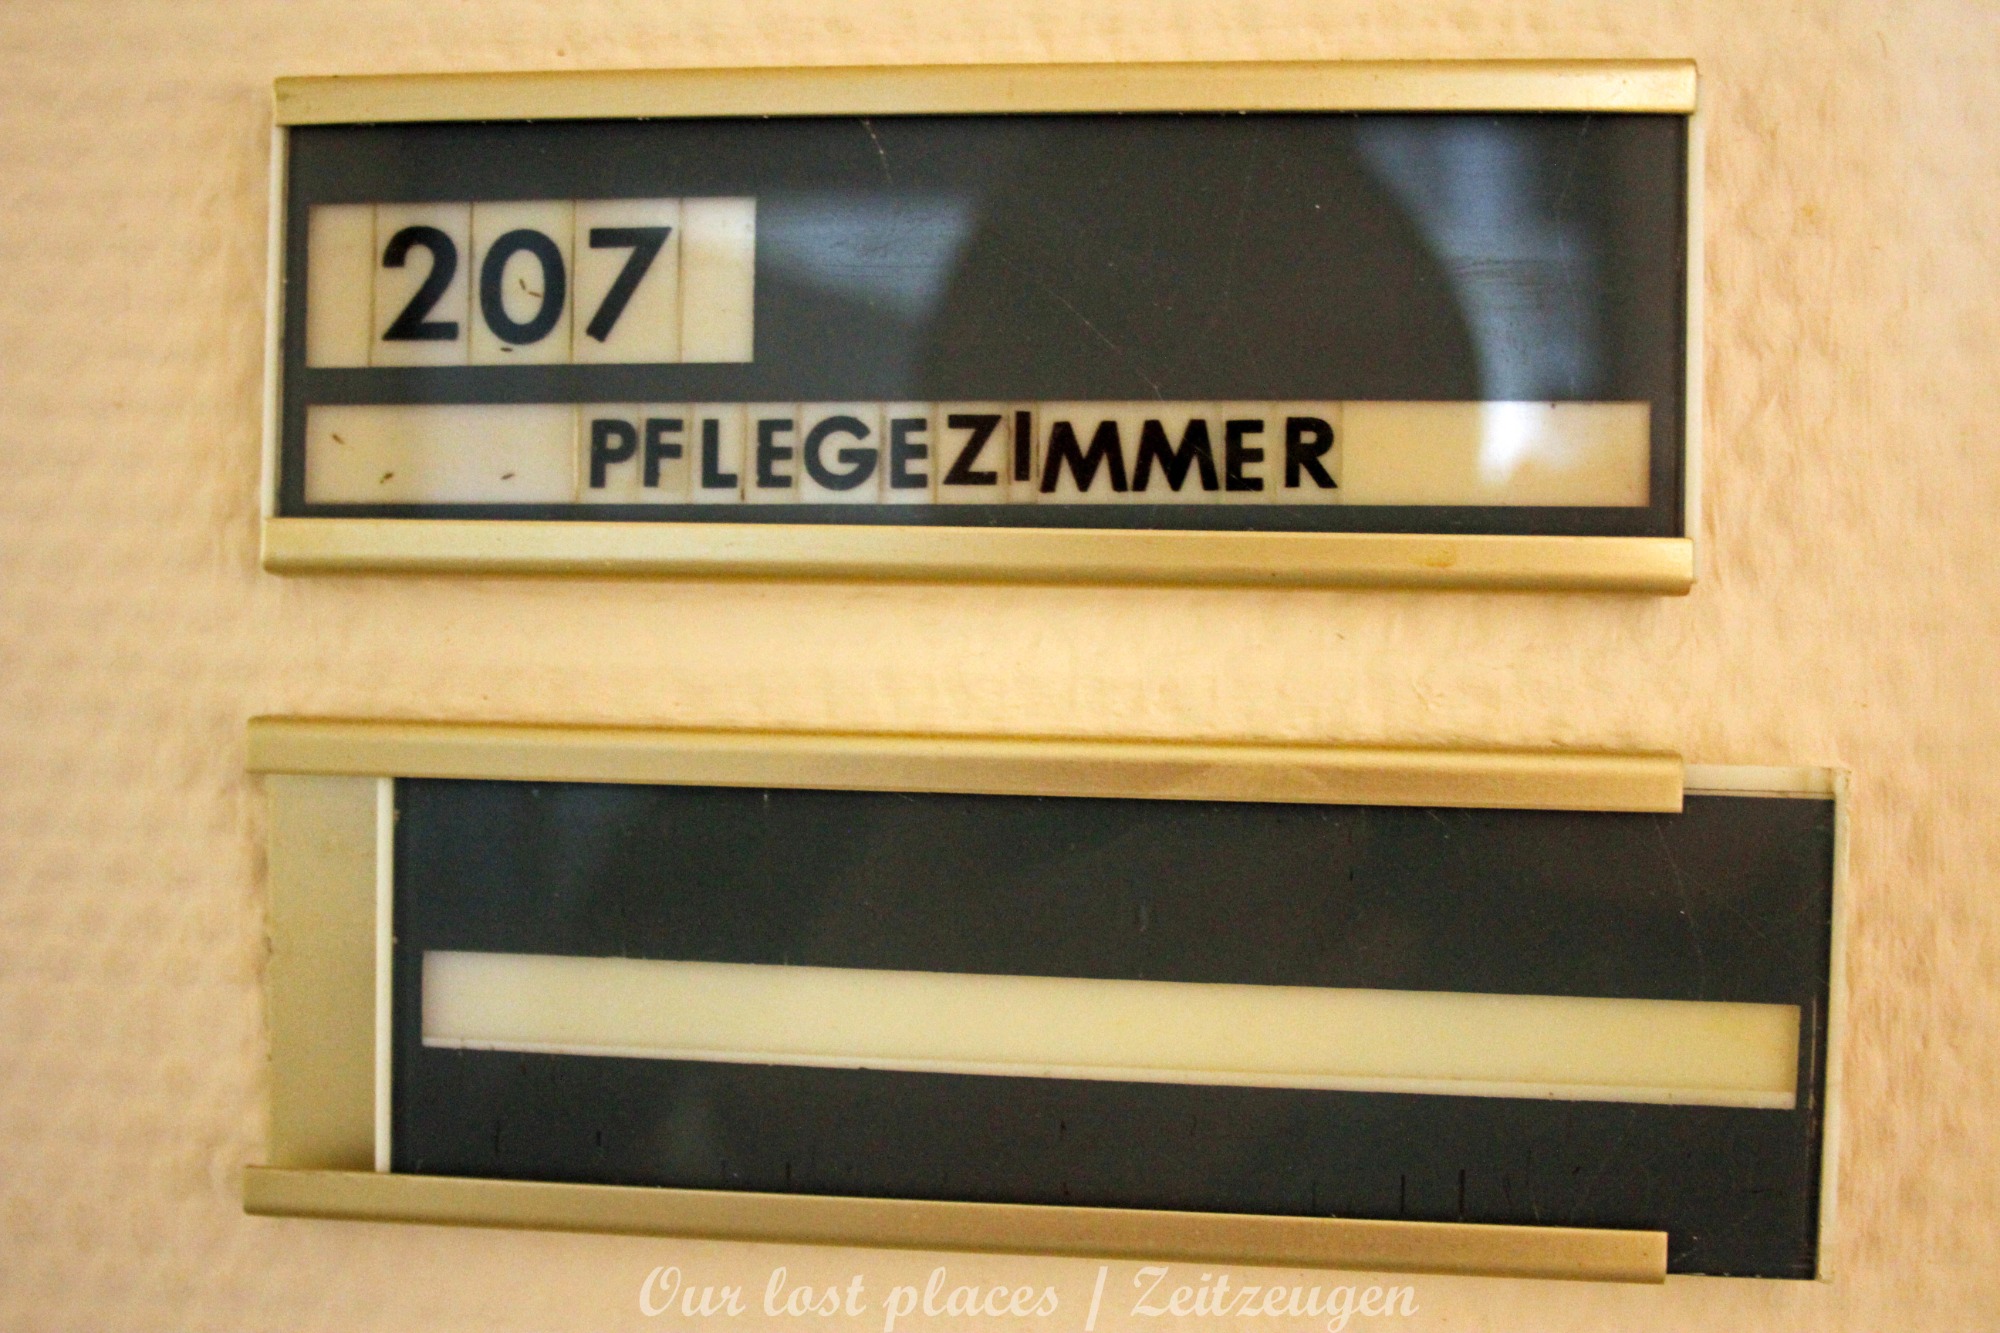 207
PFLEGEZIMMER
Our lost places / Zeitzeugen